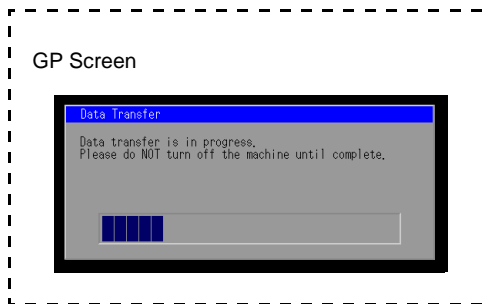 GP Screen
Data Transfer
Data transfer is in progress.
Please do NOT turn off the machine until complete.